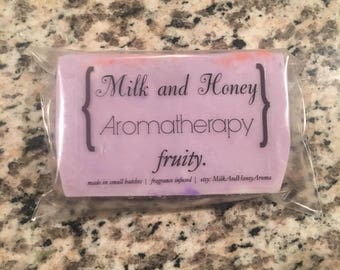 {Milk and Honey}
Aromatherapy
fruity.
made in small batches | fragrance infused | etsy: MilkAndHoneyAroma